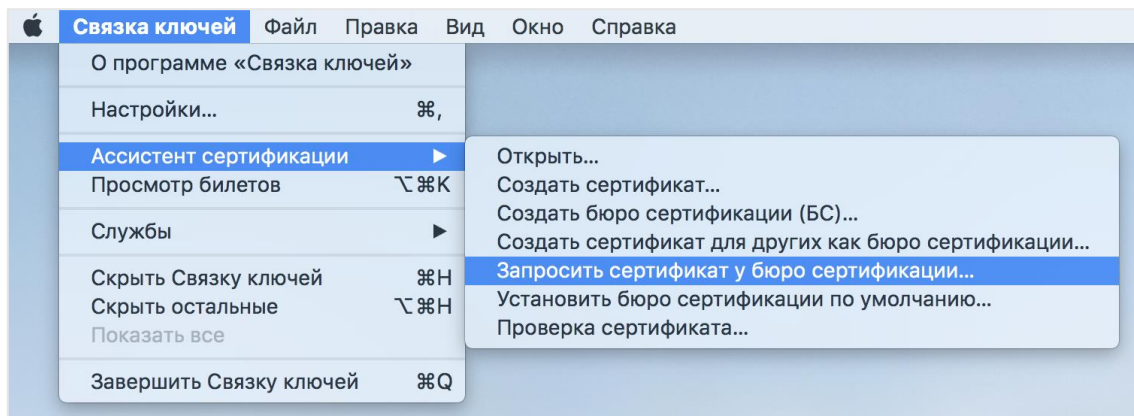 Связка ключей Файл Правка Вид Окно Справка
О программе «Связка ключей»
Настройки... ⌘,
Ассистент сертификации ▶
Просмотр билетов ⌥⌘K
Службы ▶
Скрыть Связку ключей ⌘H
Скрыть остальные ⌥⌘H
Показать все
Завершить Связку ключей ⌘Q
Открыть...
Создать сертификат...
Создать бюро сертификации (БС)...
Создать сертификат для других как бюро сертификации...
Запросить сертификат у бюро сертификации...
Установить бюро сертификации по умолчанию...
Проверка сертификата...